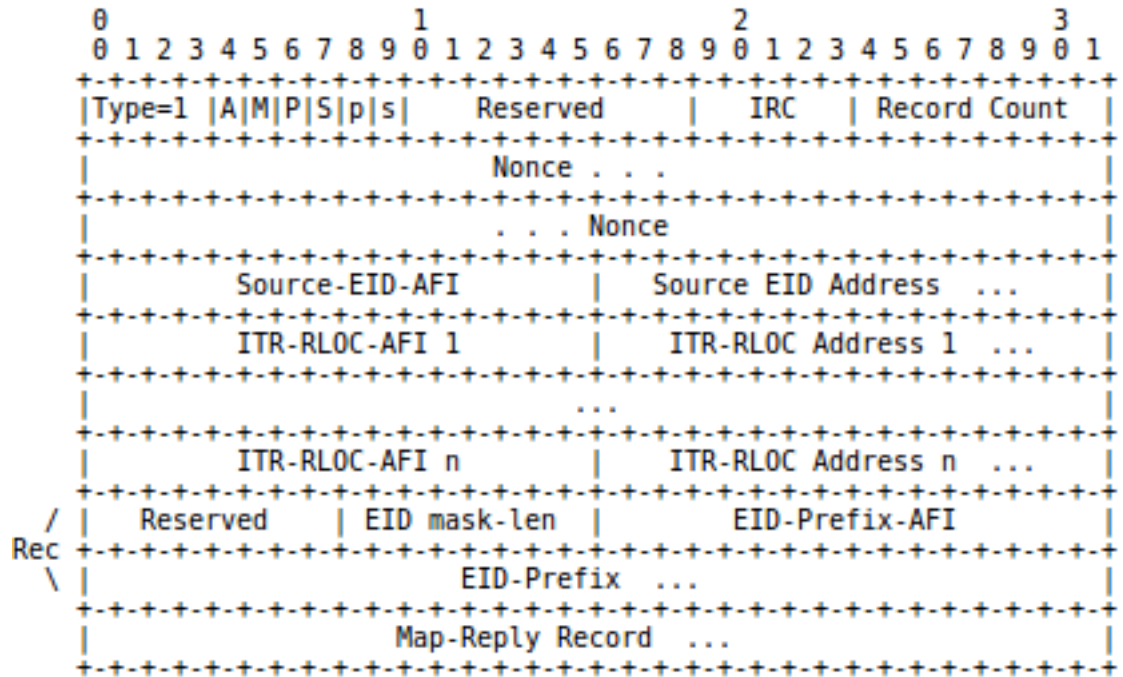 0                   1                   2                   3
 0 1 2 3 4 5 6 7 8 9 0 1 2 3 4 5 6 7 8 9 0 1 2 3 4 5 6 7 8 9 0 1
+-+-+-+-+-+-+-+-+-+-+-+-+-+-+-+-+-+-+-+-+-+-+-+-+-+-+-+-+-+-+-+-+
|Type=1 |A|M|P|S|p|s|    Reserved     |   IRC   | Record Count  |
+-+-+-+-+-+-+-+-+-+-+-+-+-+-+-+-+-+-+-+-+-+-+-+-+-+-+-+-+-+-+-+-+
|                         Nonce . . .                           |
+-+-+-+-+-+-+-+-+-+-+-+-+-+-+-+-+-+-+-+-+-+-+-+-+-+-+-+-+-+-+-+-+
|                         . . . Nonce                           |
+-+-+-+-+-+-+-+-+-+-+-+-+-+-+-+-+-+-+-+-+-+-+-+-+-+-+-+-+-+-+-+-+
|         Source-EID-AFI        |   Source EID Address  ...     |
+-+-+-+-+-+-+-+-+-+-+-+-+-+-+-+-+-+-+-+-+-+-+-+-+-+-+-+-+-+-+-+-+
|         ITR-RLOC-AFI 1        |    ITR-RLOC Address 1  ...    |
+-+-+-+-+-+-+-+-+-+-+-+-+-+-+-+-+-+-+-+-+-+-+-+-+-+-+-+-+-+-+-+-+
|                              ...                              |
+-+-+-+-+-+-+-+-+-+-+-+-+-+-+-+-+-+-+-+-+-+-+-+-+-+-+-+-+-+-+-+-+
|         ITR-RLOC-AFI n        |    ITR-RLOC Address n  ...    |
+-+-+-+-+-+-+-+-+-+-+-+-+-+-+-+-+-+-+-+-+-+-+-+-+-+-+-+-+-+-+-+-+
/ |   Reserved    | EID mask-len  |        EID-Prefix-AFI         |
Rec +-+-+-+-+-+-+-+-+-+-+-+-+-+-+-+-+-+-+-+-+-+-+-+-+-+-+-+-+-+-+-+-+
\ |                       EID-Prefix  ...                         |
+-+-+-+-+-+-+-+-+-+-+-+-+-+-+-+-+-+-+-+-+-+-+-+-+-+-+-+-+-+-+-+-+
|                   Map-Reply Record  ...                       |
+-+-+-+-+-+-+-+-+-+-+-+-+-+-+-+-+-+-+-+-+-+-+-+-+-+-+-+-+-+-+-+-+